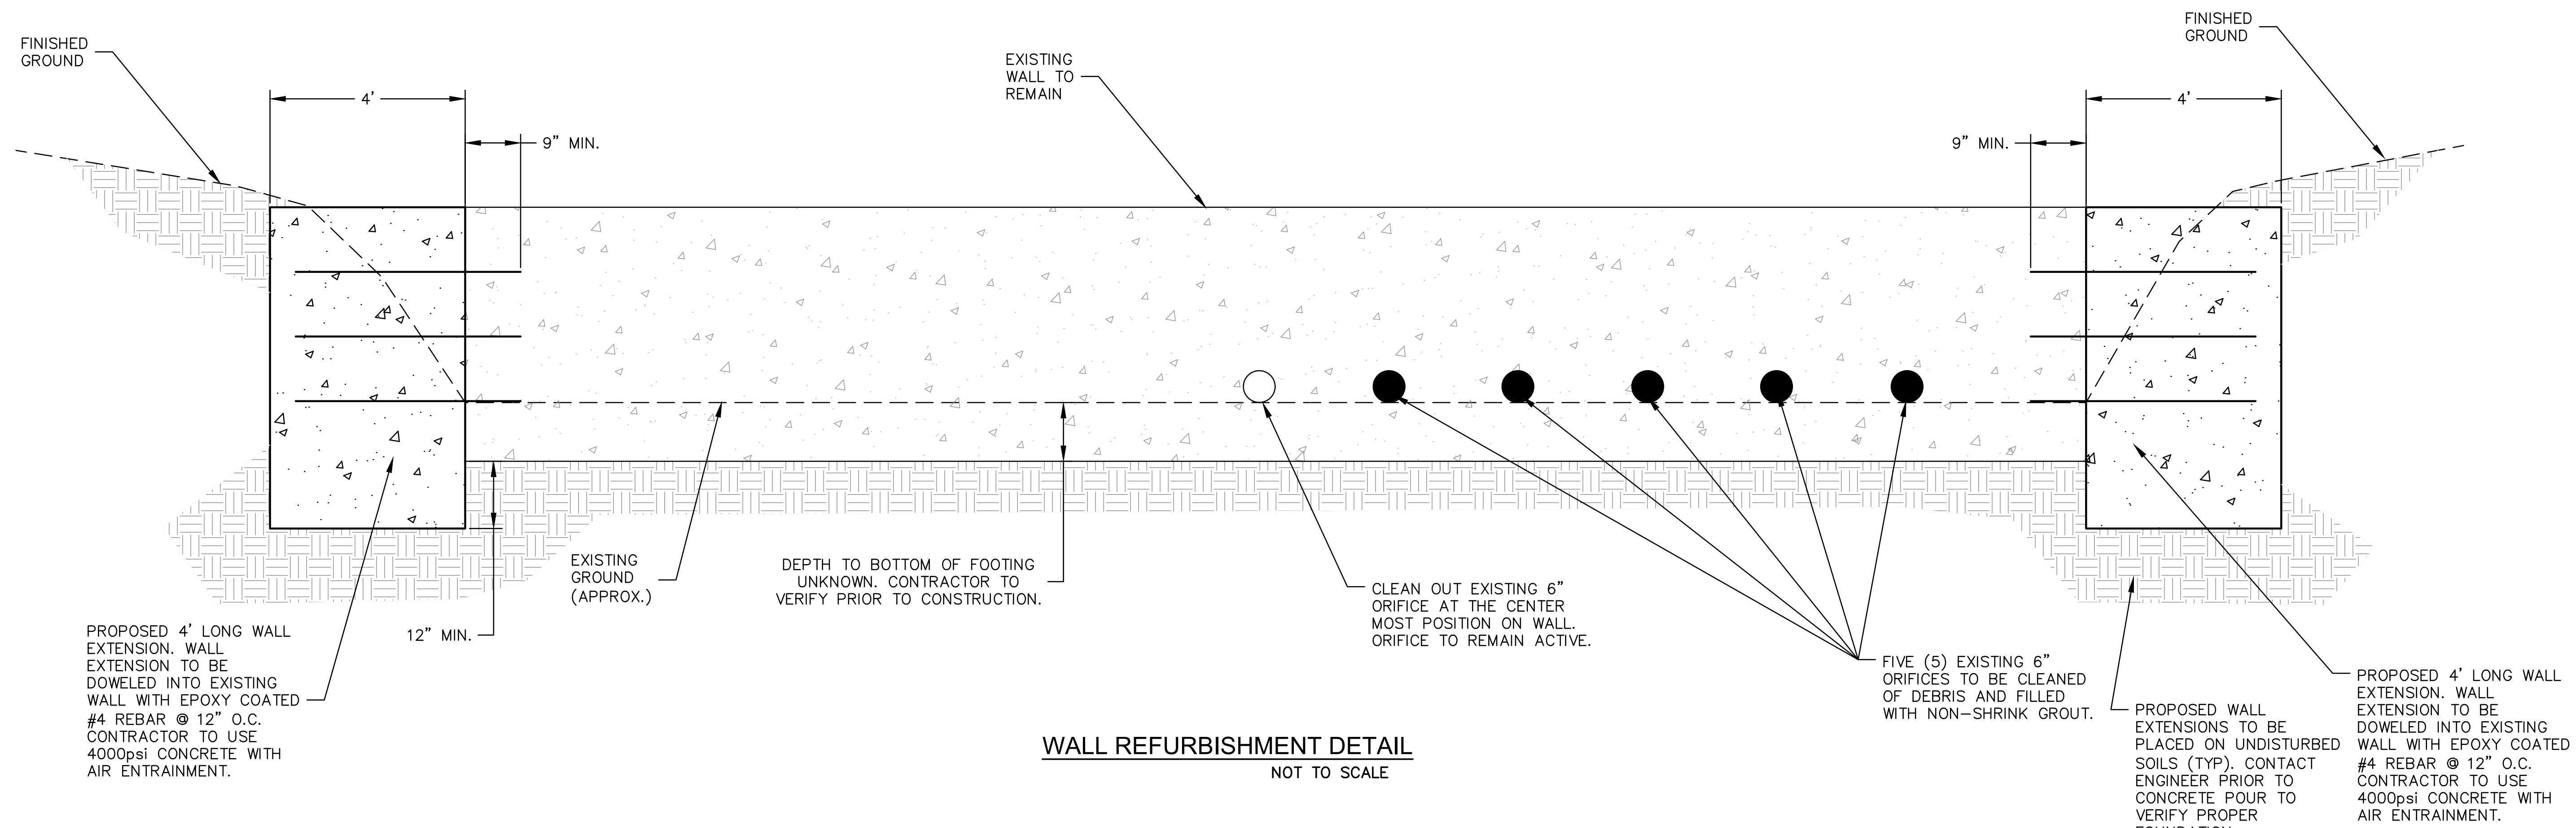 FINISHED
GROUND
4'
9" MIN.
EXISTING
WALL TO
REMAIN
9" MIN.
4'
FINISHED
GROUND
PROPOSED 4' LONG WALL
EXTENSION. WALL
EXTENSION TO BE
DOWELED INTO EXISTING
WALL WITH EPOXY COATED
#4 REBAR @ 12" O.C.
CONTRACTOR TO USE
4000psi CONCRETE WITH
AIR ENTRAINMENT.
12" MIN.
EXISTING
GROUND
(APPROX.)
DEPTH TO BOTTOM OF FOOTING
UNKNOWN. CONTRACTOR TO
VERIFY PRIOR TO CONSTRUCTION.
CLEAN OUT EXISTING 6"
ORIFICE AT THE CENTER
MOST POSITION ON WALL.
ORIFICE TO REMAIN ACTIVE.
FIVE (5) EXISTING 6"
ORIFICES TO BE CLEANED
OF DEBRIS AND FILLED
WITH NON-SHRINK GROUT.
PROPOSED WALL
EXTENSIONS TO BE
PLACED ON UNDISTURBED
SOILS (TYP). CONTACT
ENGINEER PRIOR TO
CONCRETE POUR TO
VERIFY PROPER
PROPOSED 4' LONG WALL
EXTENSION. WALL
EXTENSION TO BE
DOWELED INTO EXISTING
WALL WITH EPOXY COATED
#4 REBAR @ 12" O.C.
CONTRACTOR TO USE
4000psi CONCRETE WITH
AIR ENTRAINMENT.
WALL REFURBISHMENT DETAIL
NOT TO SCALE